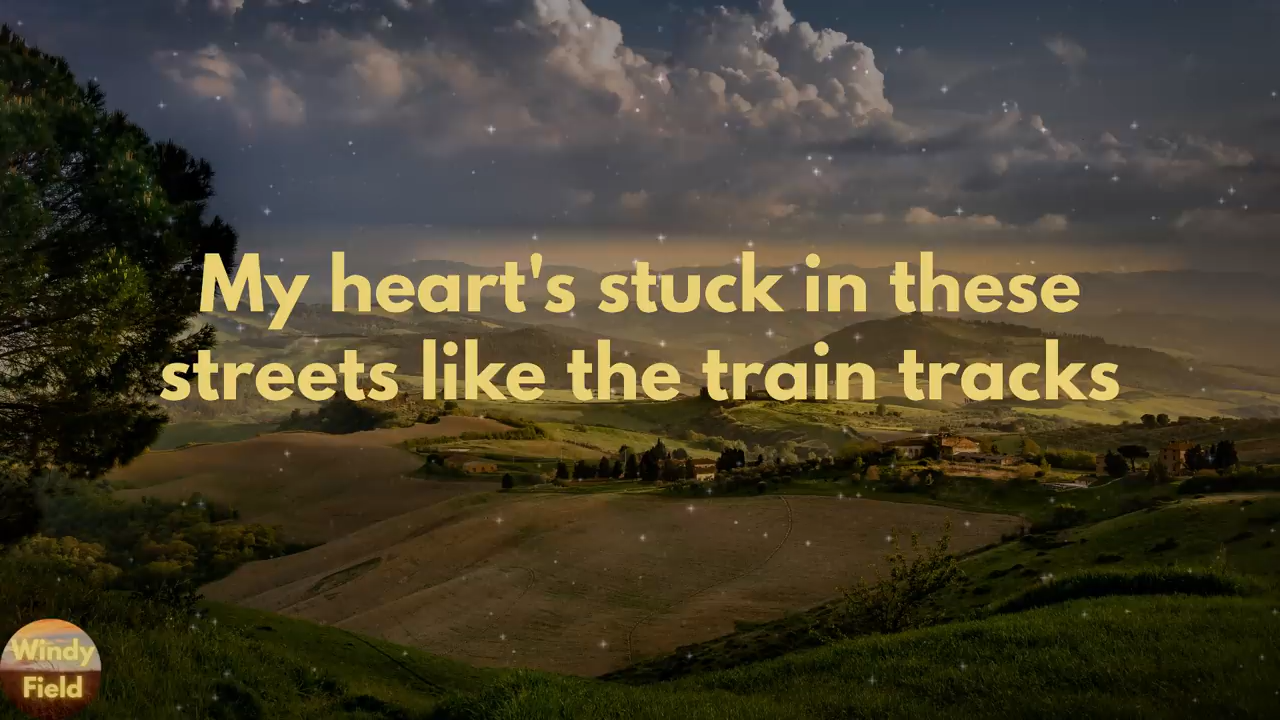 My heart's stuck in these
streets like the train tracks
Windy
Field